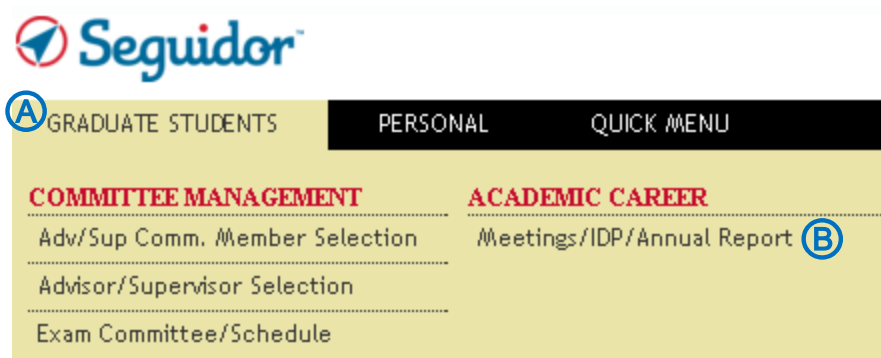 Seguidor™
A GRADUATE STUDENTS PERSONAL QUICK MENU
COMMITTEE MANAGEMENT
Adv/Sup Comm. Member Selection
Advisor/Supervisor Selection
Exam Committee/Schedule
ACADEMIC CAREER
Meetings/IDP/Annual Report B